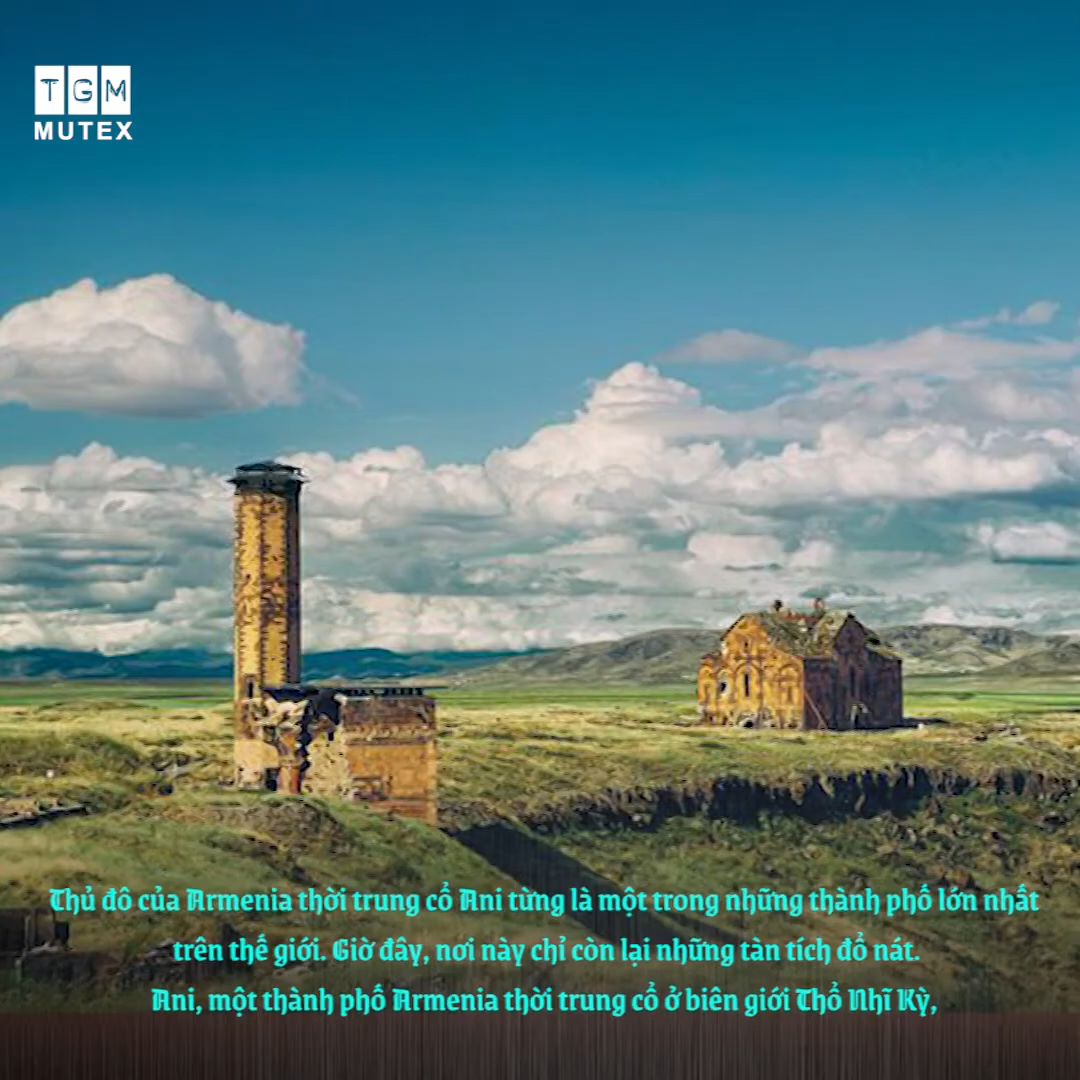 TGM
MUTEX
Thủ đô của Armenia thời trung cổ Ani từng là một trong những thành phố lớn nhất
trên thế giới. Giờ đây, nơi này chỉ còn lại những tàn tích đổ nát.
Ani, một thành phố Armenia thời trung cổ ở biên giới Thổ Nhĩ Kỳ,